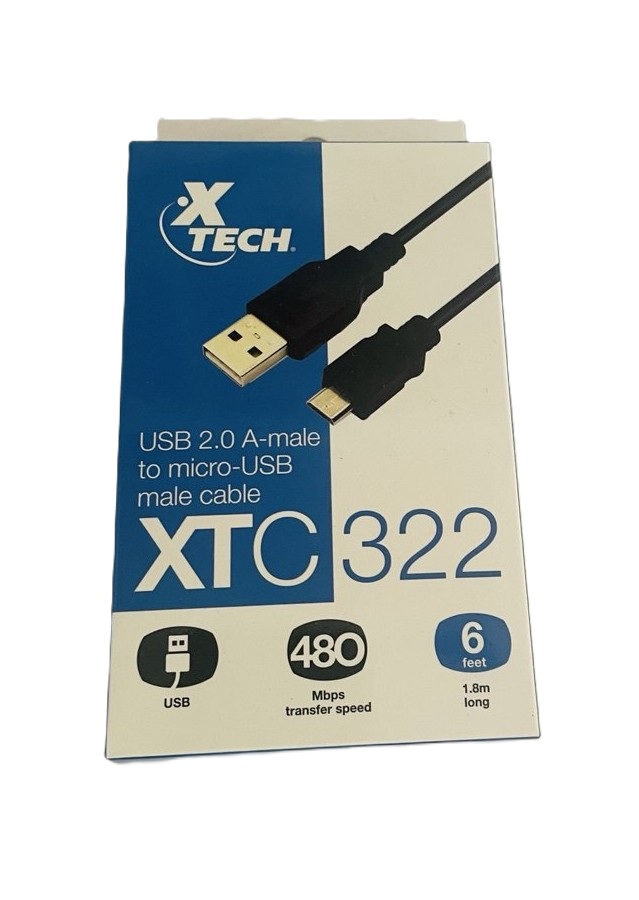 X
TECH®
USB 2.0 A-male
to micro-USB
male cable
XTC 322
USB
480
Mbps
transfer speed
6
feet
1.8m
long